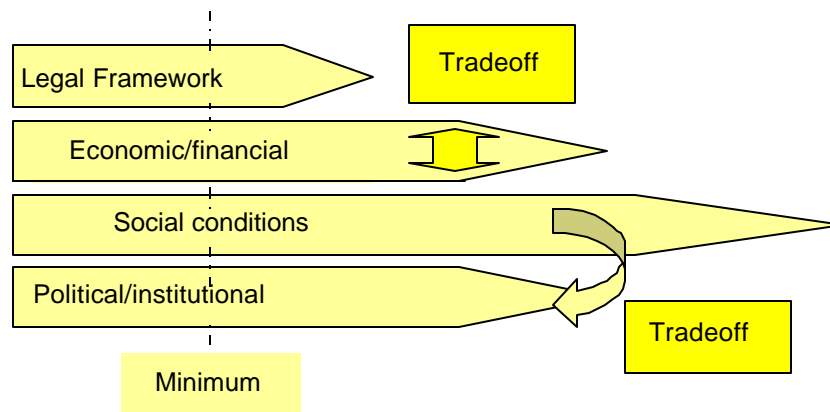 Legal Framework
Tradeoff
Economic/financial
Social conditions
Political/institutional
Tradeoff
Minimum